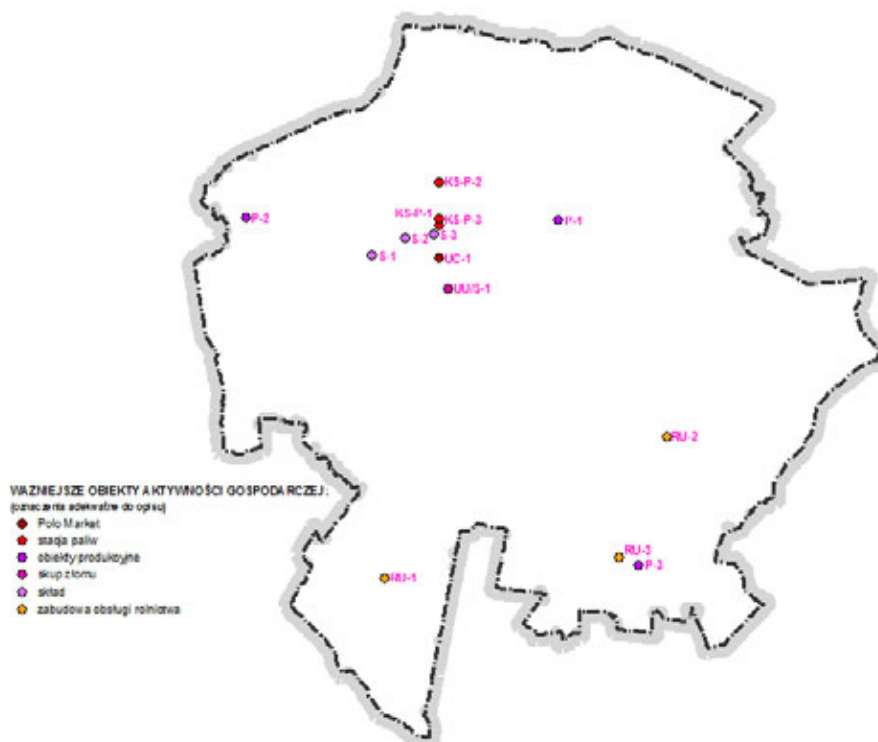 KS-P-2
KS-P-1
KS-P-3
P-2
P-1
S-2
S-3
S-1
UC-1
UU/S-1
RU-2
WAŻNIEJSZE OBIEKTY AKTYWNOŚCI GOSPODARCZEJ:
(oznaczenia adekwatne do opisu)
Polo Market
stacja paliw
obiekty produkcyjne
skup złomu
skład
zabudowa obsługi rolnictwa
RU-3
P-3
RU-1